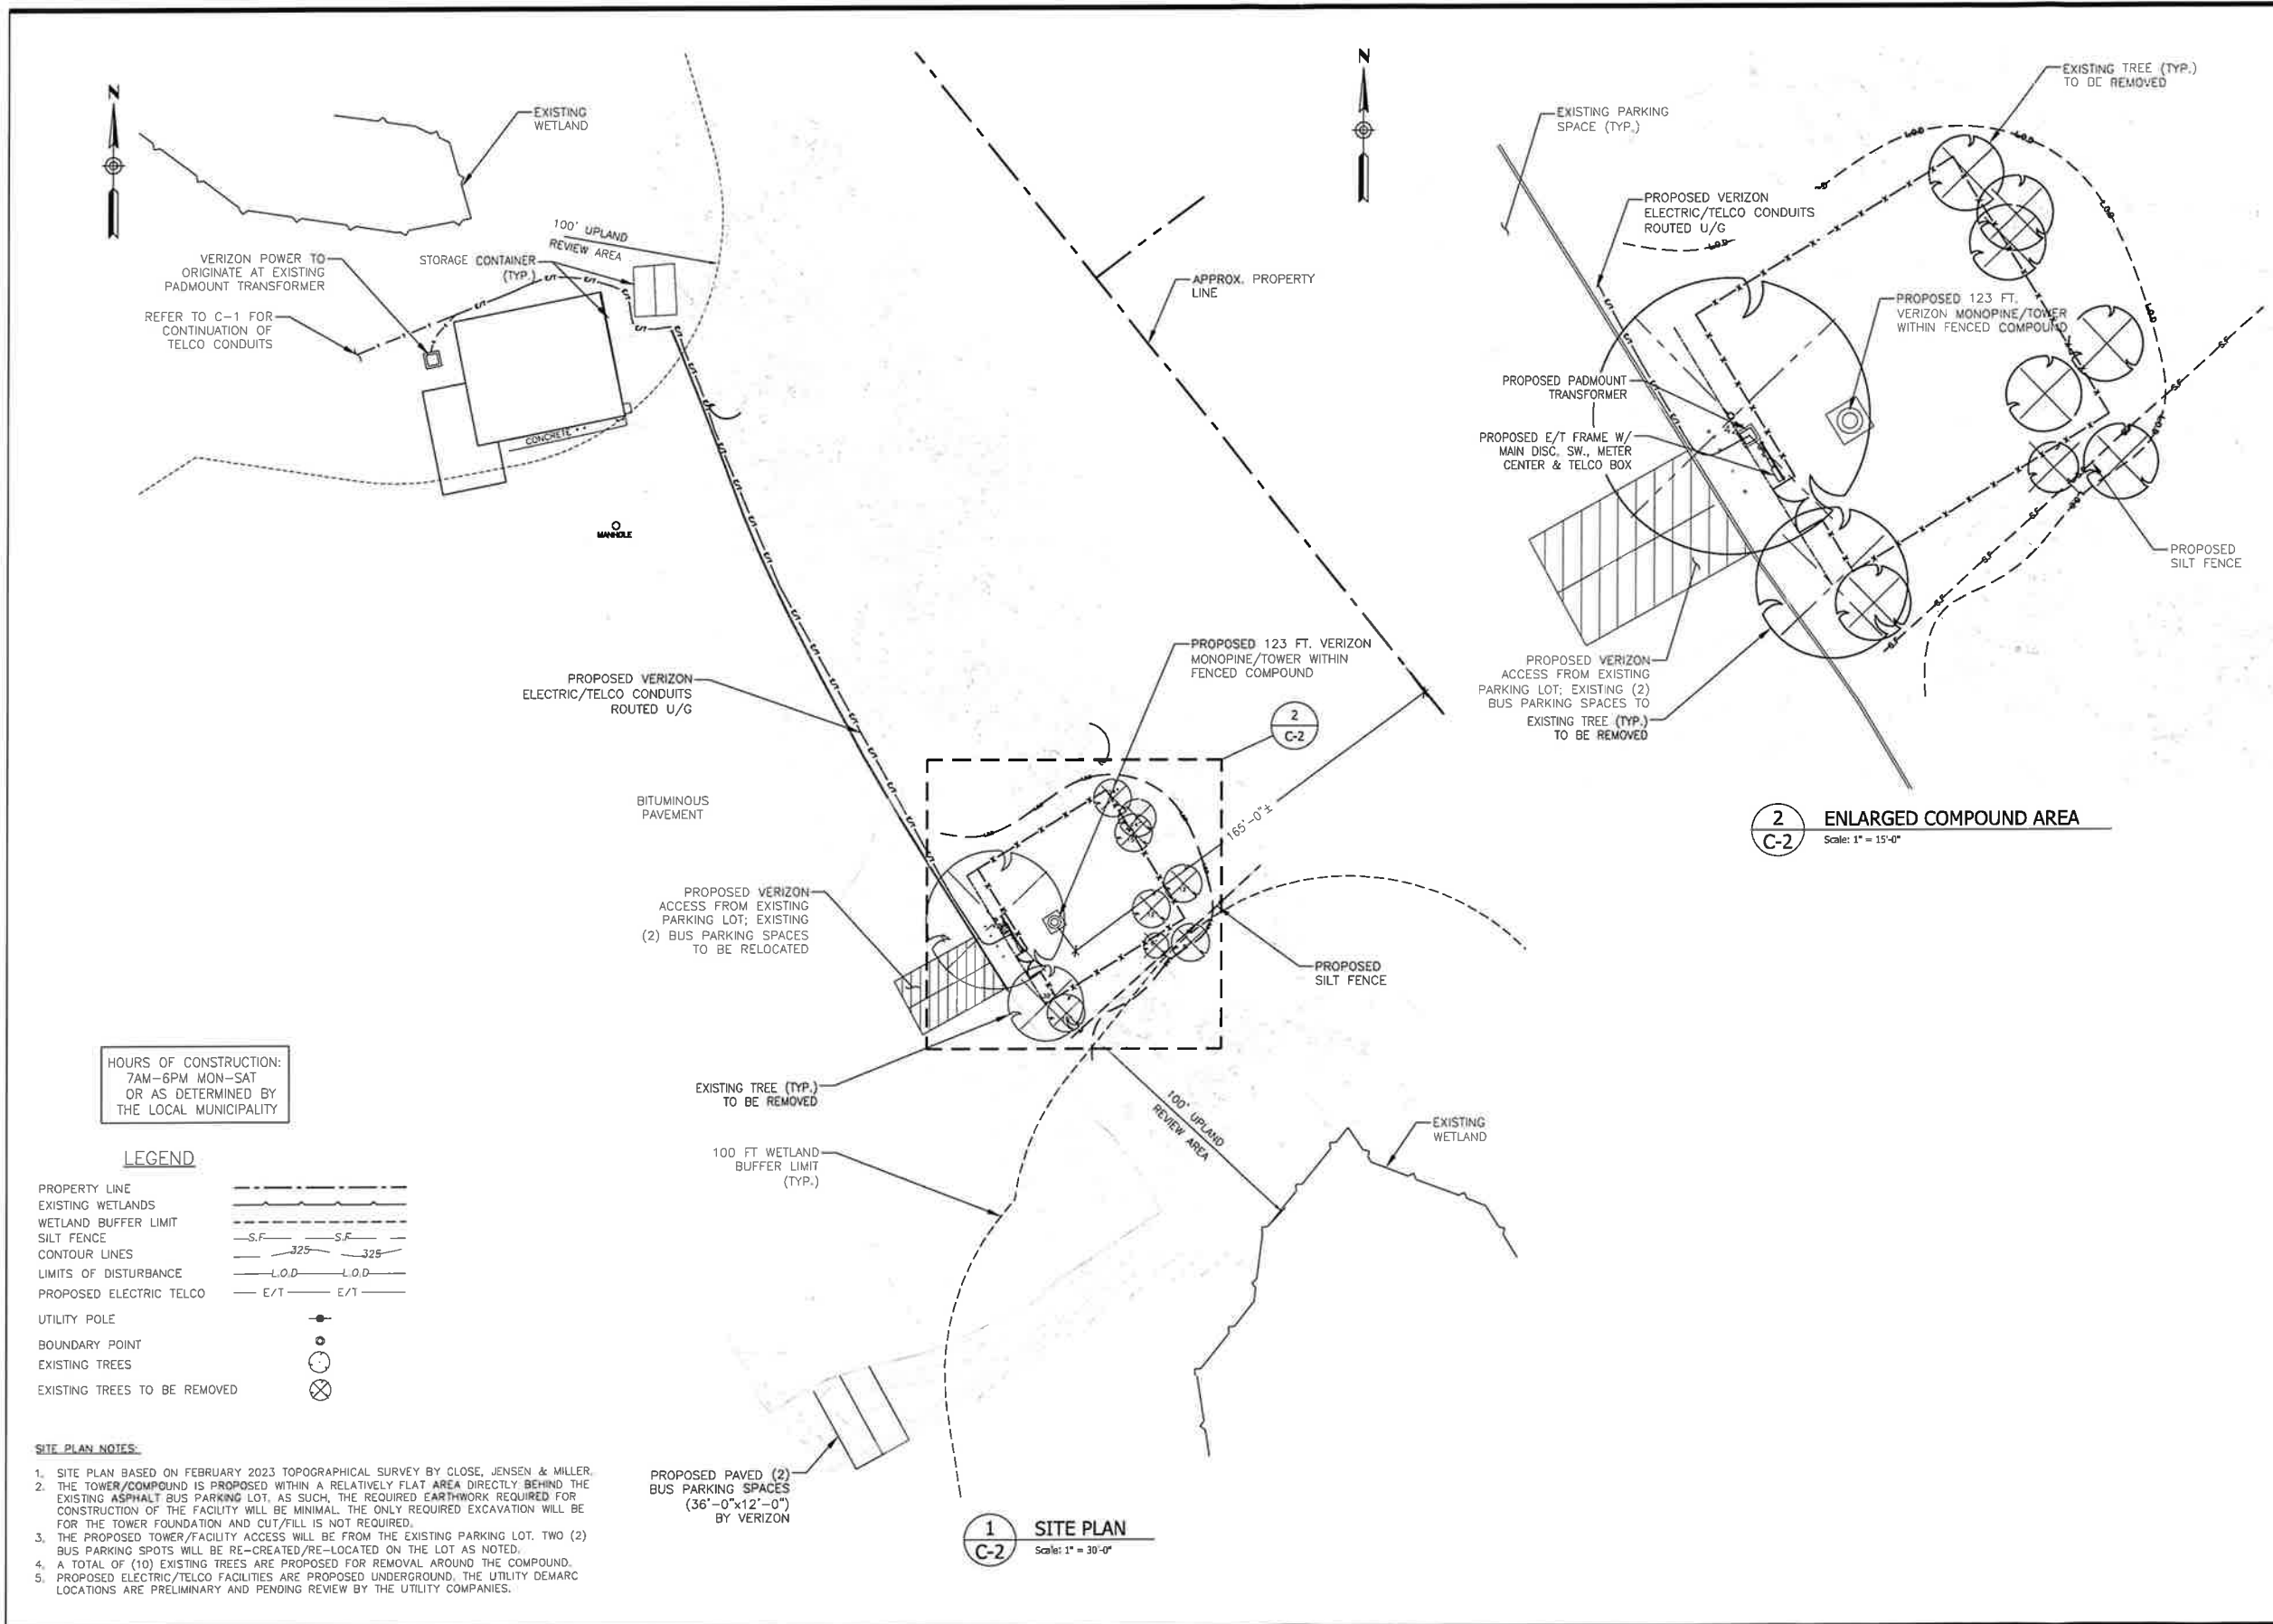 N
EXISTING
WETLAND
100' UPLAND
REVIEW AREA
STORAGE CONTAINER
(TYP.)
VERIZON POWER TO
ORIGINATE AT EXISTING
PADMOUNT TRANSFORMER
REFER TO C-1 FOR
CONTINUATION OF
TELCO CONDUITS
CONCRETE
MANHOLE
APPROX. PROPERTY
LINE
PROPOSED VERIZON
ELECTRIC/TELCO CONDUITS
ROUTED U/G
PROPOSED 123 FT. VERIZON
MONOPINE/TOWER WITHIN
FENCED COMPOUND
2
C-2
165'-0"±
BITUMINOUS
PAVEMENT
PROPOSED VERIZON
ACCESS FROM EXISTING
PARKING LOT; EXISTING
(2) BUS PARKING SPACES
TO BE RELOCATED
PROPOSED
SILT FENCE
EXISTING TREE (TYP.)
TO BE REMOVED
100' UPLAND
REVIEW AREA
EXISTING
WETLAND
100 FT WETLAND
BUFFER LIMIT
(TYP.)
PROPOSED PAVED (2)
BUS PARKING SPACES
(36'-0"x12'-0")
BY VERIZON
1
C-2
SITE PLAN
Scale: 1" = 30'-0"
N
EXISTING PARKING
SPACE (TYP.)
EXISTING TREE (TYP.)
TO BE REMOVED
L.O.D
L.O.D
L.O.D
L.O.D
L.O.D
PROPOSED VERIZON
ELECTRIC/TELCO CONDUITS
ROUTED U/G
PROPOSED 123 FT.
VERIZON MONOPINE/TOWER
WITHIN FENCED COMPOUND
PROPOSED PADMOUNT
TRANSFORMER
PROPOSED E/T FRAME W/
MAIN DISC. SW., METER
CENTER & TELCO BOX
S.F
S.F
S.F
S.F
PROPOSED
SILT FENCE
PROPOSED VERIZON
ACCESS FROM EXISTING
PARKING LOT; EXISTING (2)
BUS PARKING SPACES TO
EXISTING TREE (TYP.)
TO BE REMOVED
2
C-2
ENLARGED COMPOUND AREA
Scale: 1" = 15'-0"
HOURS OF CONSTRUCTION:
7AM-6PM MON-SAT
OR AS DETERMINED BY
THE LOCAL MUNICIPALITY
LEGEND
PROPERTY LINE
EXISTING WETLANDS
WETLAND BUFFER LIMIT
SILT FENCE S.F S.F
CONTOUR LINES 325 325
LIMITS OF DISTURBANCE L.O.D L.O.D
PROPOSED ELECTRIC TELCO E/T E/T
UTILITY POLE
BOUNDARY POINT
EXISTING TREES
EXISTING TREES TO BE REMOVED
SITE PLAN NOTES:
1. SITE PLAN BASED ON FEBRUARY 2023 TOPOGRAPHICAL SURVEY BY CLOSE, JENSEN & MILLER.
2. THE TOWER/COMPOUND IS PROPOSED WITHIN A RELATIVELY FLAT AREA DIRECTLY BEHIND THE
EXISTING ASPHALT BUS PARKING LOT. AS SUCH, THE REQUIRED EARTHWORK REQUIRED FOR
CONSTRUCTION OF THE FACILITY WILL BE MINIMAL. THE ONLY REQUIRED EXCAVATION WILL BE
FOR THE TOWER FOUNDATION AND CUT/FILL IS NOT REQUIRED.
3. THE PROPOSED TOWER/FACILITY ACCESS WILL BE FROM THE EXISTING PARKING LOT. TWO (2)
BUS PARKING SPOTS WILL BE RE-CREATED/RE-LOCATED ON THE LOT AS NOTED.
4. A TOTAL OF (10) EXISTING TREES ARE PROPOSED FOR REMOVAL AROUND THE COMPOUND.
5. PROPOSED ELECTRIC/TELCO FACILITIES ARE PROPOSED UNDERGROUND. THE UTILITY DEMARC
LOCATIONS ARE PRELIMINARY AND PENDING REVIEW BY THE UTILITY COMPANIES.